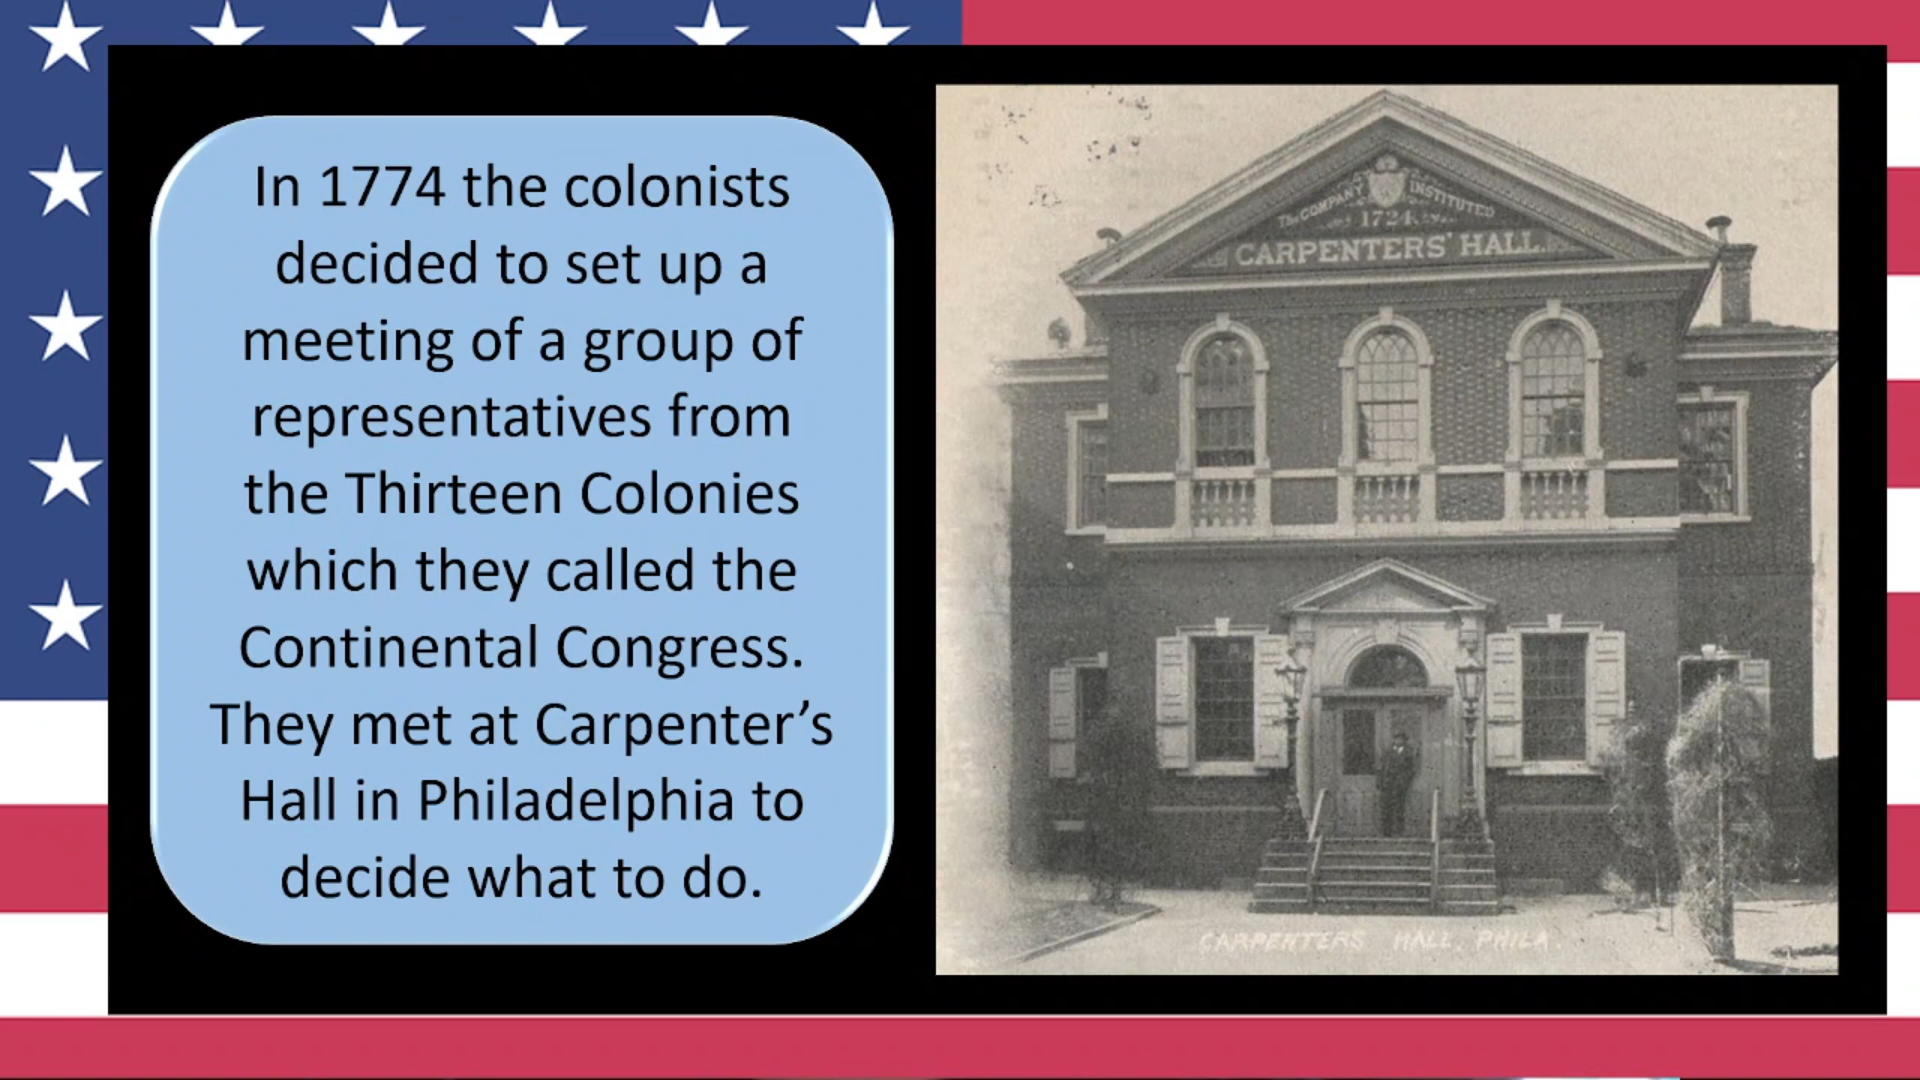 In 1774 the colonists
decided to set up a
meeting of a group of
representatives from
the Thirteen Colonies
which they called the
Continental Congress.
They met at Carpenter’s
Hall in Philadelphia to
decide what to do.
The COMPANY INSTITUTED
1724
CARPENTERS' HALL
CARPENTERS HALL, PHILA.